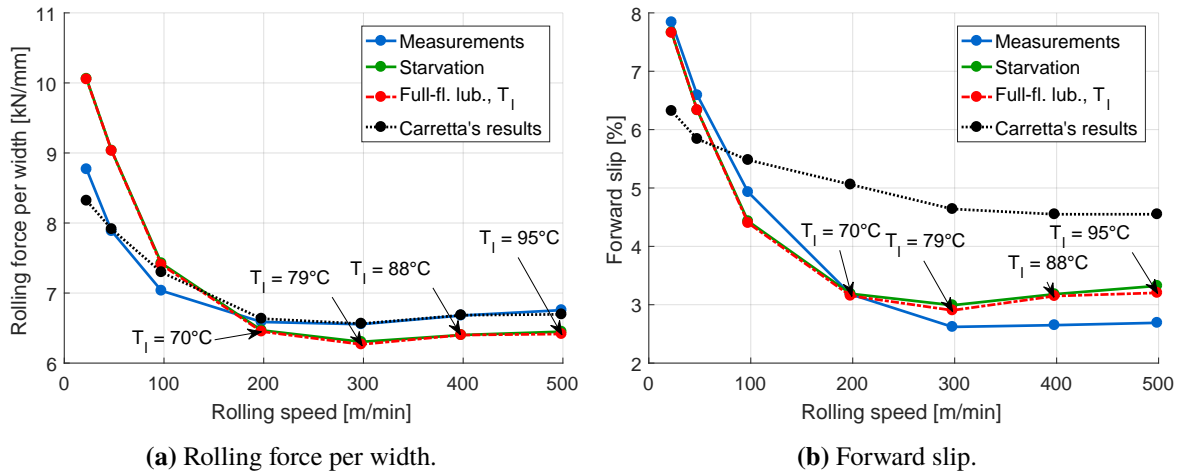 11
10
9
8
7
6
Rolling force per width [kN/mm]
0 100 200 300 400 500
Rolling speed [m/min]
Measurements
Starvation
Full-fl. lub., T_l
Carretta's results
T_l = 70°C
T_l = 79°C
T_l = 88°C
T_l = 95°C
(a) Rolling force per width.
8
7
6
5
4
3
2
Forward slip [%]
0 100 200 300 400 500
Rolling speed [m/min]
Measurements
Starvation
Full-fl. lub., T_l
Carretta's results
T_l = 70°C
T_l = 79°C
T_l = 88°C
T_l = 95°C
(b) Forward slip.